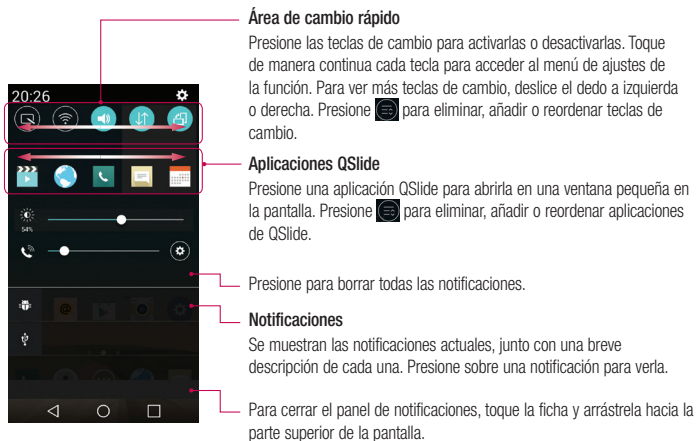 Área de cambio rápido
Presione las teclas de cambio para activarlas o desactivarlas. Toque
de manera continua cada tecla para acceder al menú de ajustes de
la función. Para ver más teclas de cambio, deslice el dedo a izquierda
o derecha. Presione para eliminar, añadir o reordenar teclas de
cambio.
20:26
Aplicaciones QSlide
Presione una aplicación QSlide para abrirla en una ventana pequeña en
la pantalla. Presione para eliminar, añadir o reordenar aplicaciones
de QSlide.
54%
Presione para borrar todas las notificaciones.
Notificaciones
Se muestran las notificaciones actuales, junto con una breve
descripción de cada una. Presione sobre una notificación para verla.
Para cerrar el panel de notificaciones, toque la ficha y arrástrela hacia la
parte superior de la pantalla.